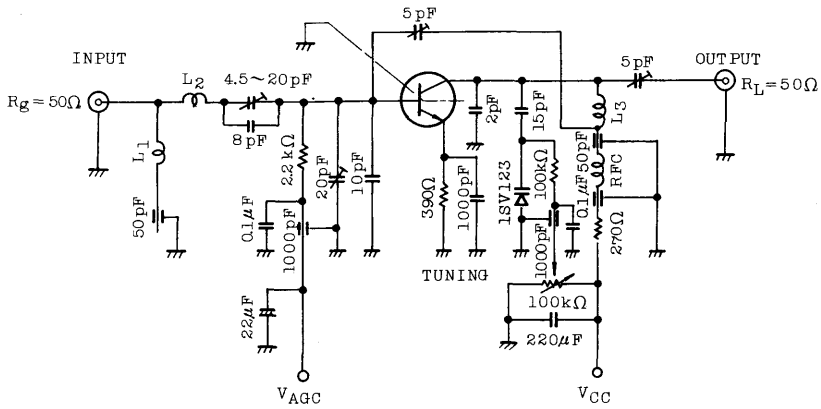 5pF
INPUT
5pF
OUTPUT
L2
4.5~20pF
Rg=50Ω
RL=50Ω
8pF
2pF
15pF
L3
L1
2.2kΩ
20pF
10pF
50pF
RFC
100kΩ
0.1μF
50pF
390Ω
1000pF
1SV123
0.1μF
1000pF
1000pF
270Ω
TUNING
100kΩ
22μF
220μF
VAGC
VCC